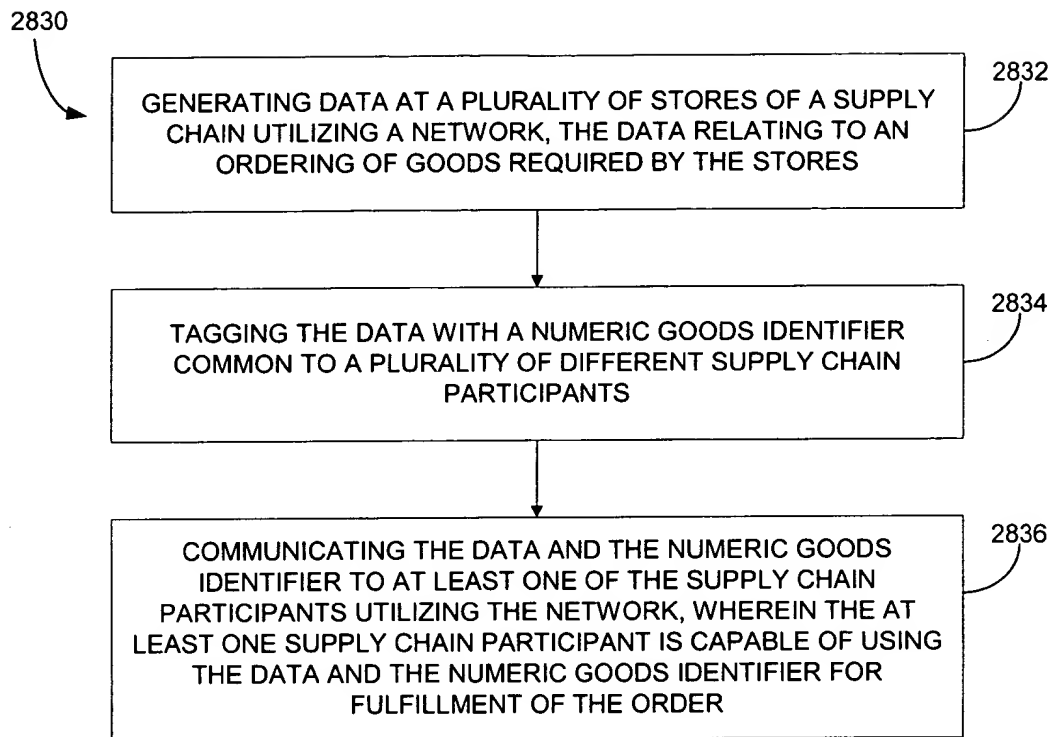 2830
2832
GENERATING DATA AT A PLURALITY OF STORES OF A SUPPLY
CHAIN UTILIZING A NETWORK, THE DATA RELATING TO AN
ORDERING OF GOODS REQUIRED BY THE STORES
2834
TAGGING THE DATA WITH A NUMERIC GOODS IDENTIFIER
COMMON TO A PLURALITY OF DIFFERENT SUPPLY CHAIN
PARTICIPANTS
2836
COMMUNICATING THE DATA AND THE NUMERIC GOODS
IDENTIFIER TO AT LEAST ONE OF THE SUPPLY CHAIN
PARTICIPANTS UTILIZING THE NETWORK, WHEREIN THE AT
LEAST ONE SUPPLY CHAIN PARTICIPANT IS CAPABLE OF USING
THE DATA AND THE NUMERIC GOODS IDENTIFIER FOR
FULFILLMENT OF THE ORDER